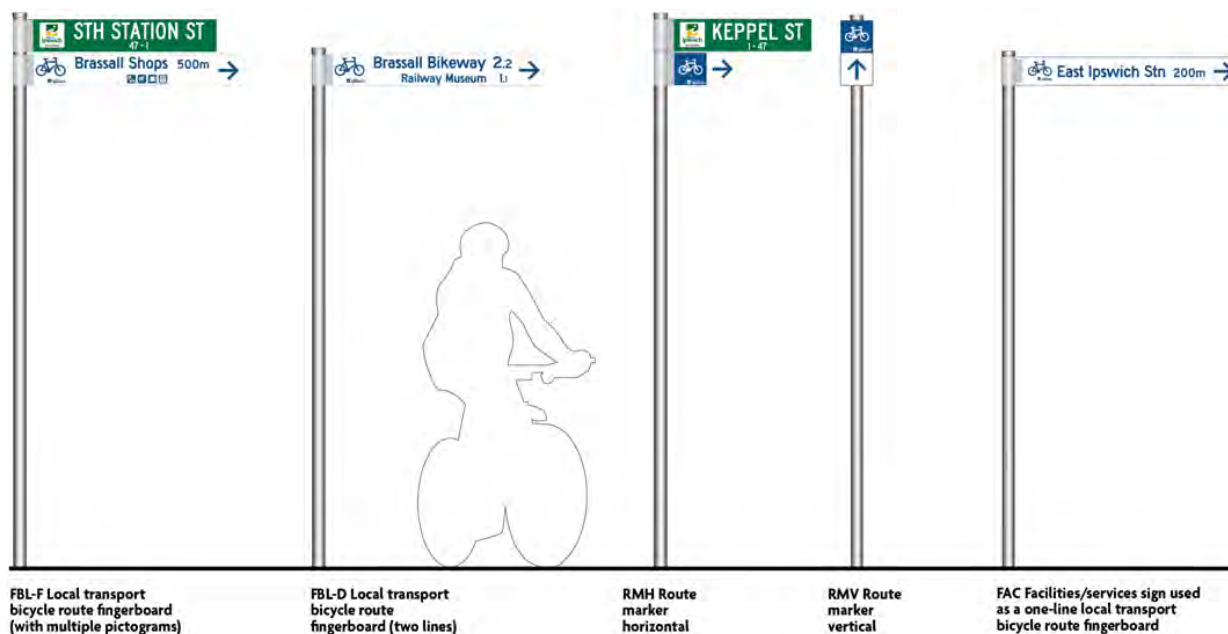 STH STATION ST
47-1
Brassall Shops 500m
Brassall Bikeway 2.2
Railway Museum 1.1
Ipswich
KEPPEL ST
1-47
East Ipswich Stn 200m
FBL-F Local transport
bicycle route fingerboard
(with multiple pictograms)
FBL-D Local transport
bicycle route
fingerboard (two lines)
RMH Route
marker
horizontal
RMV Route
marker
vertical
FAC Facilities/services sign used
as a one-line local transport
bicycle route fingerboard